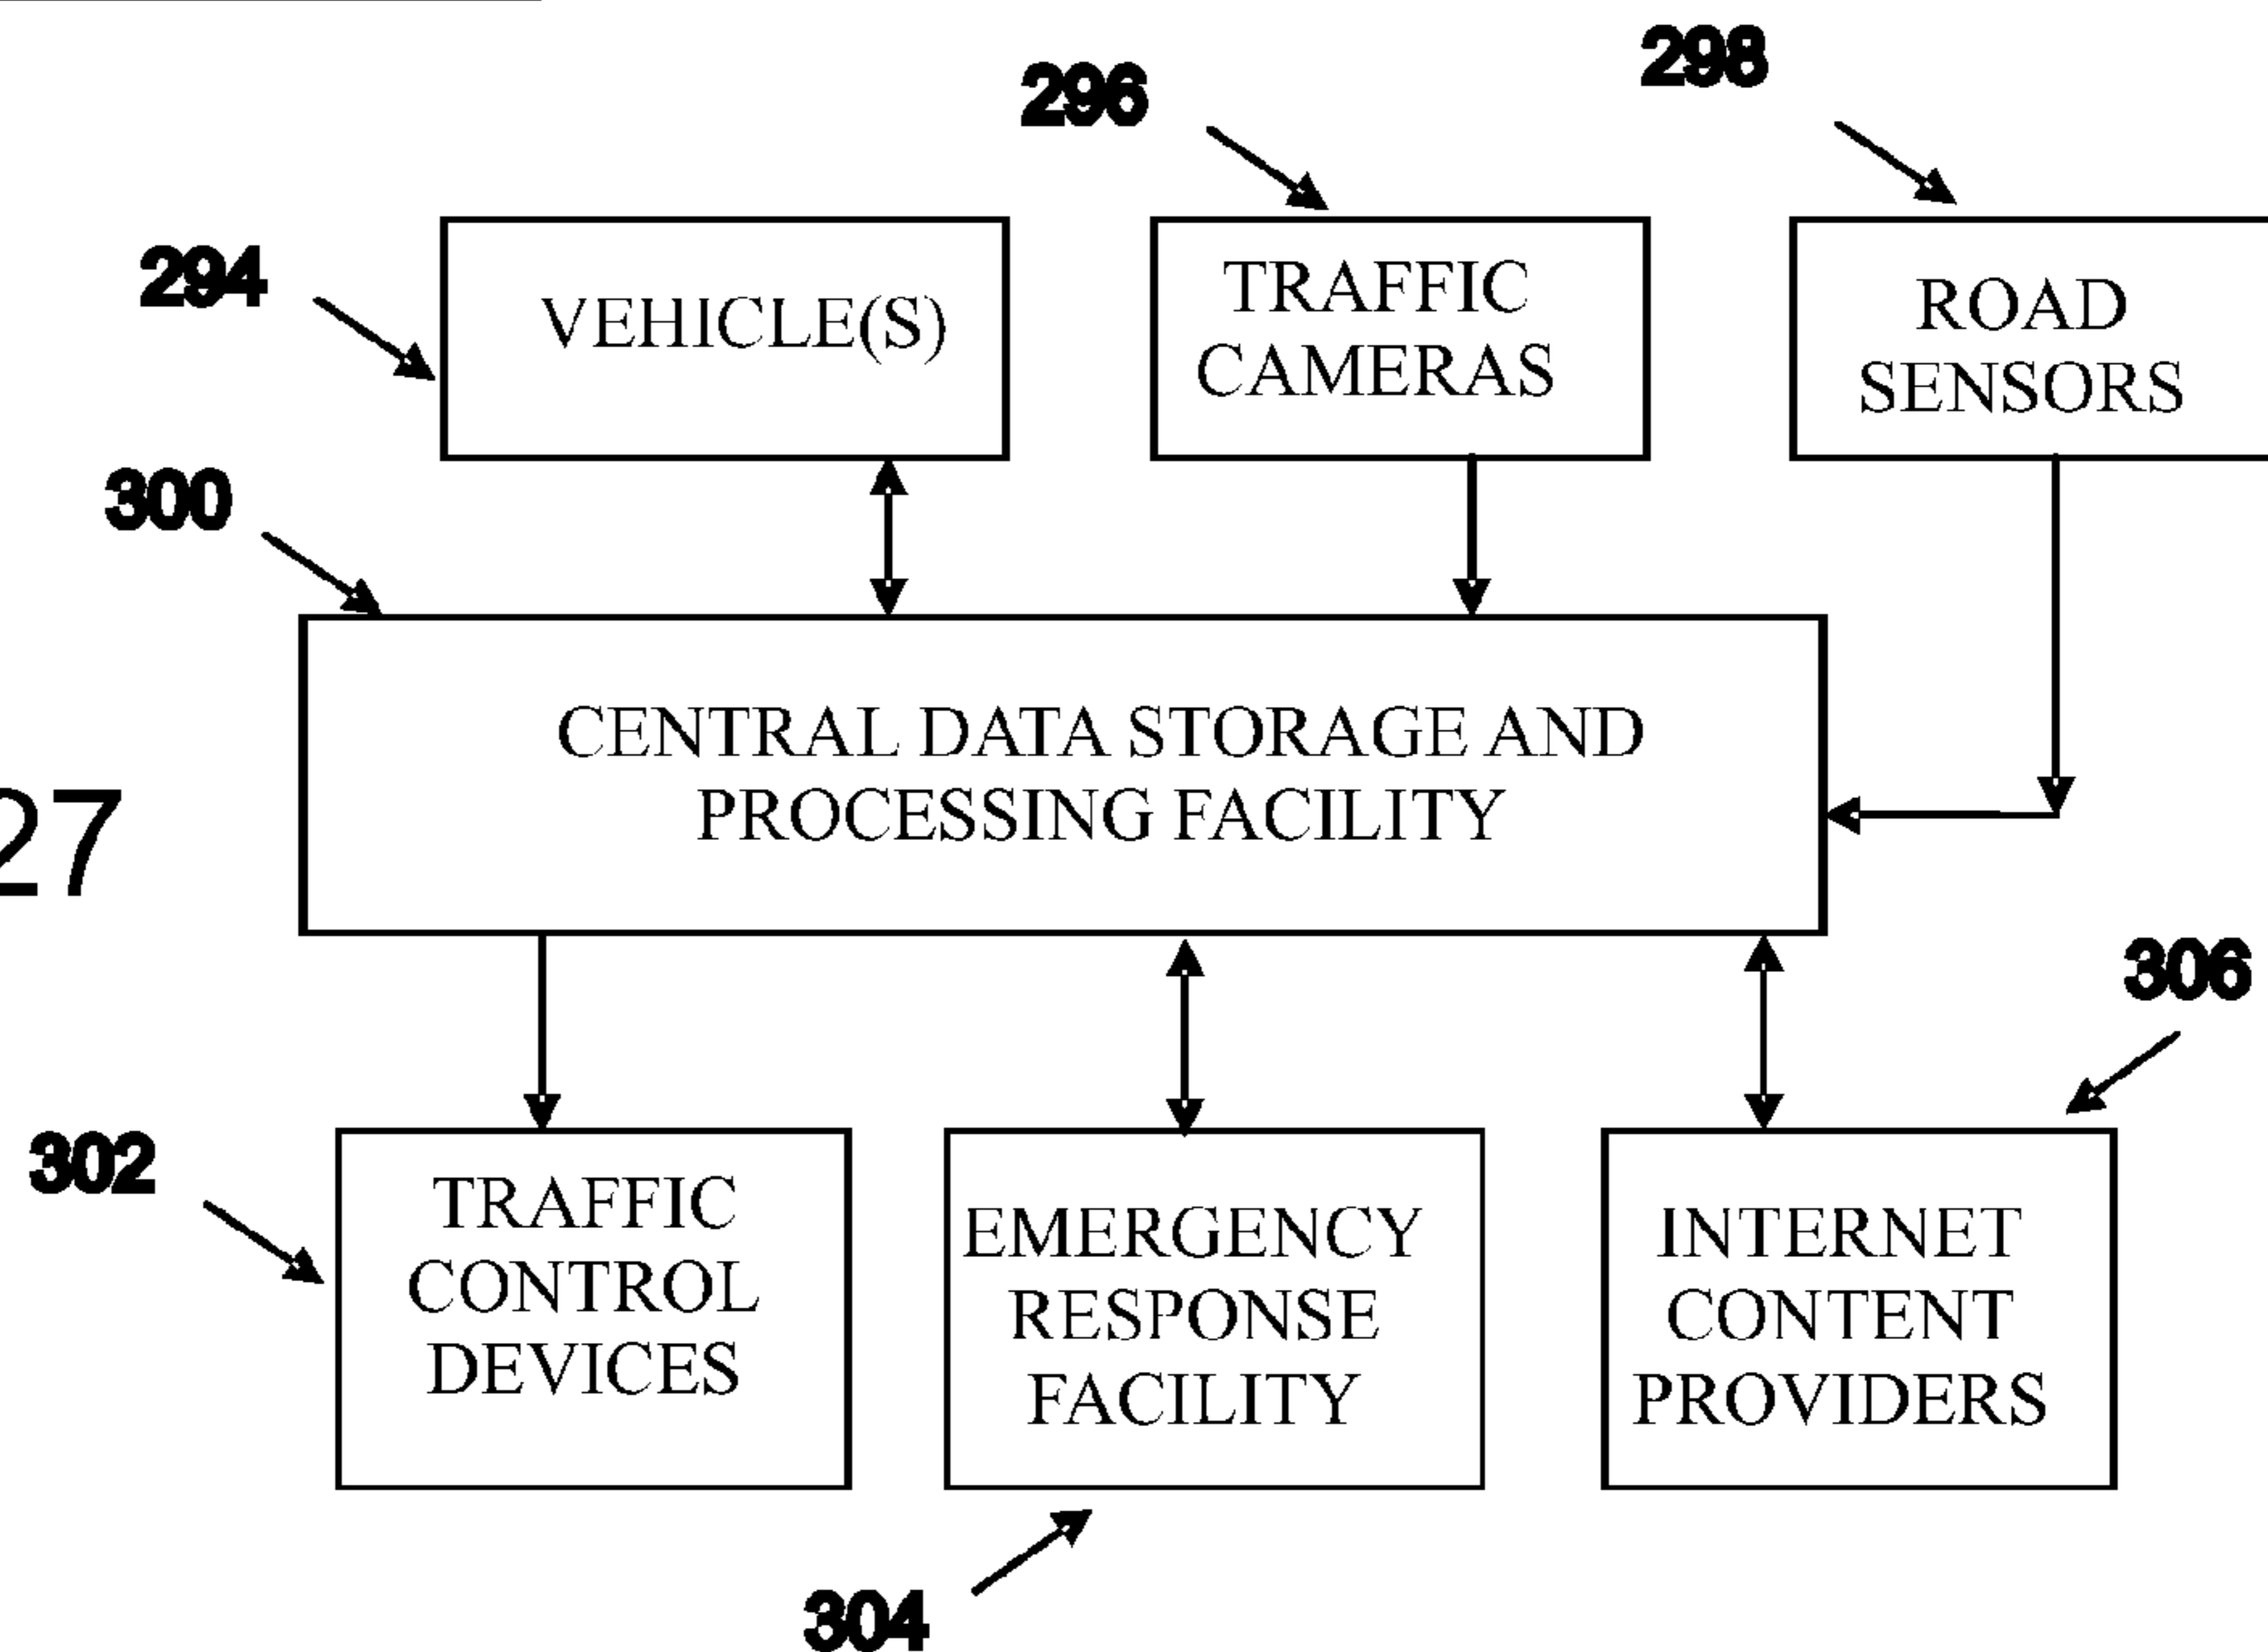 298
296
294
VEHICLE(S)
TRAFFIC
CAMERAS
ROAD
SENSORS
300
CENTRAL DATA STORAGE AND
PROCESSING FACILITY
27
306
302
TRAFFIC
CONTROL
DEVICES
EMERGENCY
RESPONSE
FACILITY
INTERNET
CONTENT
PROVIDERS
304